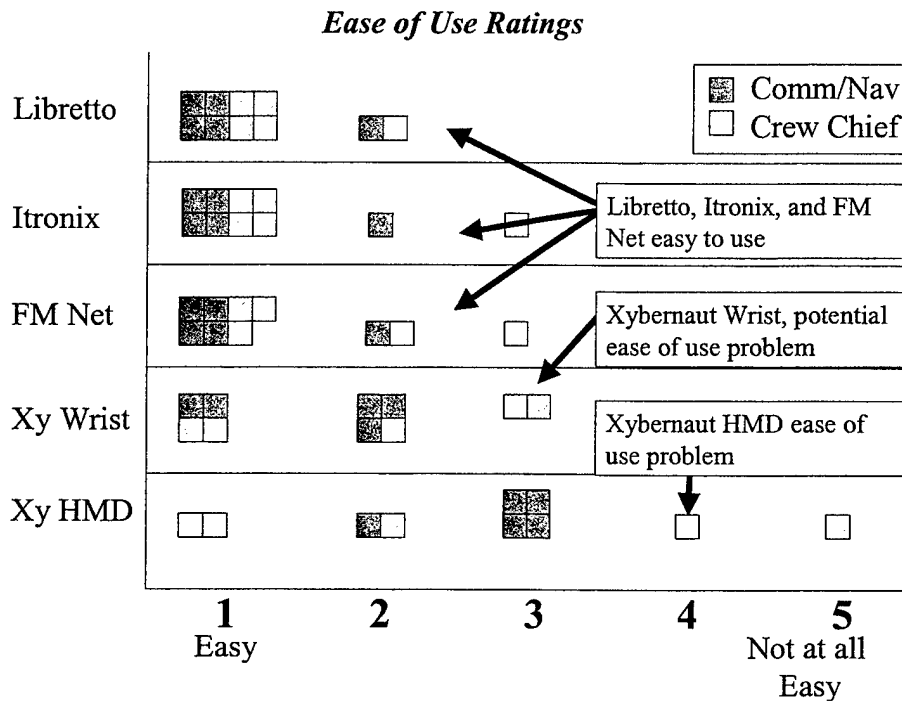 Ease of Use Ratings
Comm/Nav
Crew Chief
Libretto
Itronix
FM Net
Xy Wrist
Xy HMD
Libretto, Itronix, and FM
Net easy to use
Xybernaut Wrist, potential
ease of use problem
Xybernaut HMD ease of
use problem
1 2 3 4 5
Easy
Not at all
Easy